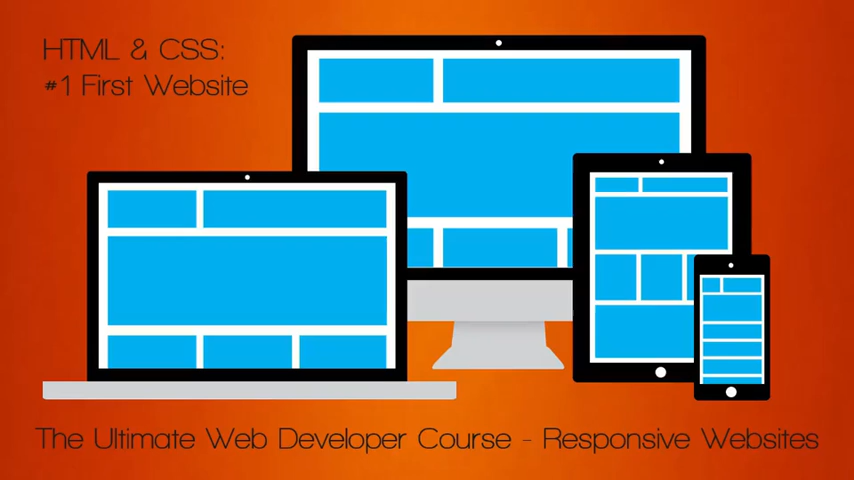 HTML & CSS:
#1 First Website
The Ultimate Web Developer Course - Responsive Websites